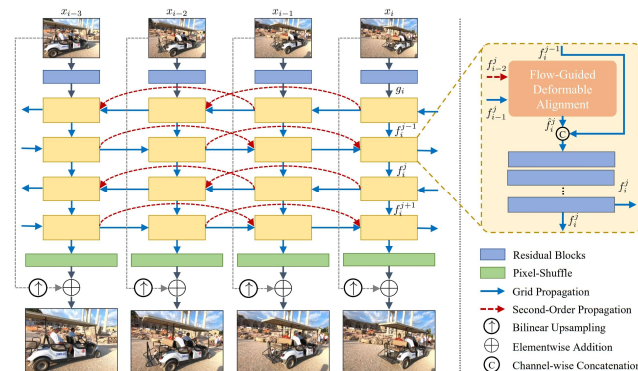 x_{i-3}
x_{i-2}
x_{i-1}
x_i
g_i
f_i^{j-1}
f_i^j
f_i^{j+1}
f_i^{j-1}
f_{i-2}^j
f_{i-1}^j
Flow-Guided
Deformable
Alignment
f̂_i^j
C
...
f_i^j
f_i^j
Residual Blocks
Pixel-Shuffle
Grid Propagation
Second-Order Propagation
Bilinear Upsampling
Elementwise Addition
C
Channel-wise Concatenation